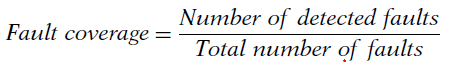 Fault coverage = Number of detected faults
Total number of faults